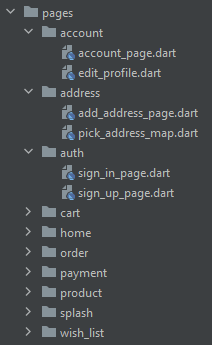 pages
account
account_page.dart
edit_profile.dart
address
add_address_page.dart
pick_address_map.dart
auth
sign_in_page.dart
sign_up_page.dart
cart
home
order
payment
product
splash
wish_list